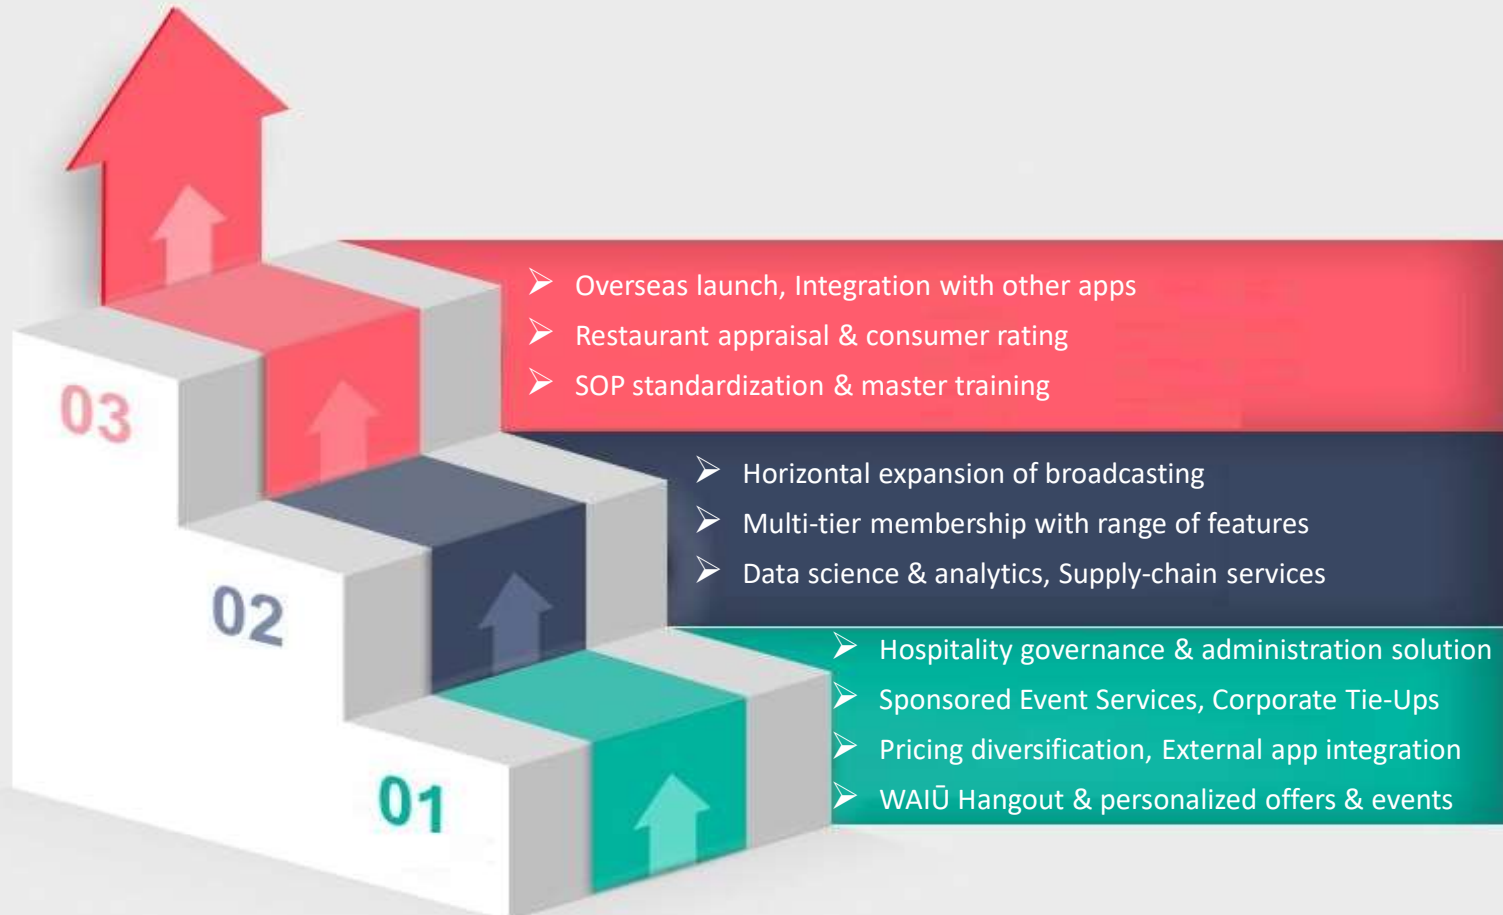 ➢ Overseas launch, Integration with other apps
➢ Restaurant appraisal & consumer rating
➢ SOP standardization & master training
03
➢ Horizontal expansion of broadcasting
➢ Multi-tier membership with range of features
➢ Data science & analytics, Supply-chain services
02
➢ Hospitality governance & administration solution
➢ Sponsored Event Services, Corporate Tie-Ups
➢ Pricing diversification, External app integration
➢ WAIŪ Hangout & personalized offers & events
01